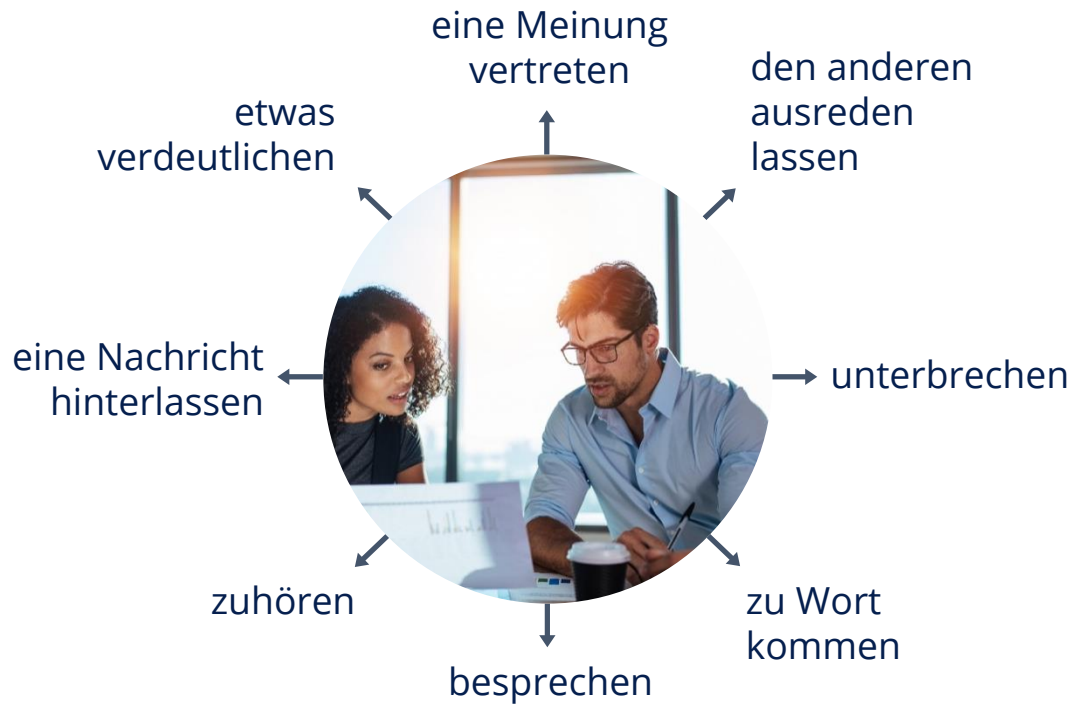 eine Meinung
vertreten
den anderen
ausreden
lassen
etwas
verdeutlichen
eine Nachricht
hinterlassen
unterbrechen
zuhören
zu Wort
kommen
besprechen